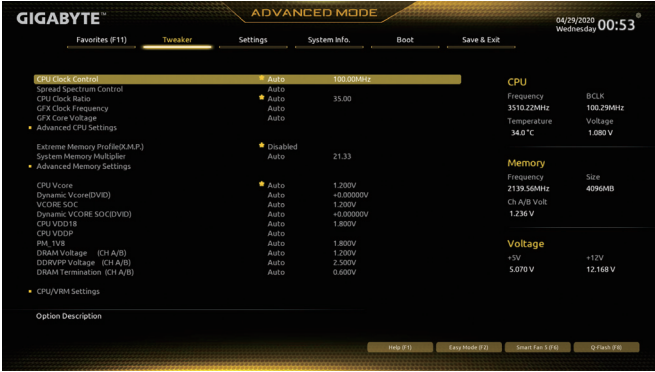 GIGABYTE™
ADVANCED MODE
04/29/2020
Wednesday 00:53
Favorites (F11) Tweaker Settings System Info. Boot Save & Exit
CPU Clock Control Auto 100.00MHz
Spread Spectrum Control Auto
CPU Clock Ratio Auto 35.00
GFX Clock Frequency Auto
GFX Core Voltage Auto
Advanced CPU Settings
Extreme Memory Profile(X.M.P.) Disabled
System Memory Multiplier Auto 21.33
Advanced Memory Settings
CPU Vcore Auto 1.200V
Dynamic Vcore(DVID) Auto +0.00000V
VCORE SOC Auto 1.200V
Dynamic VCORE SOC(DVID) Auto +0.00000V
CPU VDD18 Auto 1.800V
CPU VDDP Auto
PM_1V8 Auto 1.800V
DRAM Voltage (CH A/B) Auto 1.200V
DDRVPP Voltage (CH A/B) Auto 2.500V
DRAM Termination (CH A/B) Auto 0.600V
CPU/VRM Settings
Option Description
CPU
Frequency BCLK
3510.22MHz 100.29MHz
Temperature Voltage
34.0 °C 1.080 V
Memory
Frequency Size
2139.56MHz 4096MB
Ch A/B Volt
1.236 V
Voltage
+5V +12V
5.070 V 12.168 V
Help (F1) Easy Mode (F2) Smart Fan 5 (F6) Q-Flash (F8)